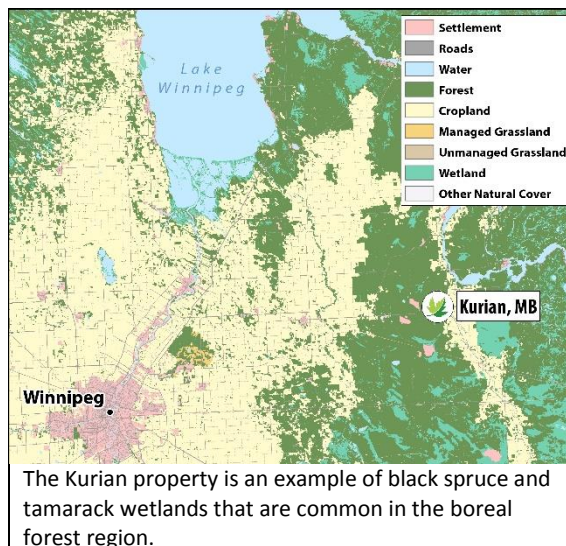 Settlement
Roads
Water
Forest
Cropland
Managed Grassland
Unmanaged Grassland
Wetland
Other Natural Cover
Lake
Winnipeg
Kurian, MB
Winnipeg
The Kurian property is an example of black spruce and
tamarack wetlands that are common in the boreal
forest region.